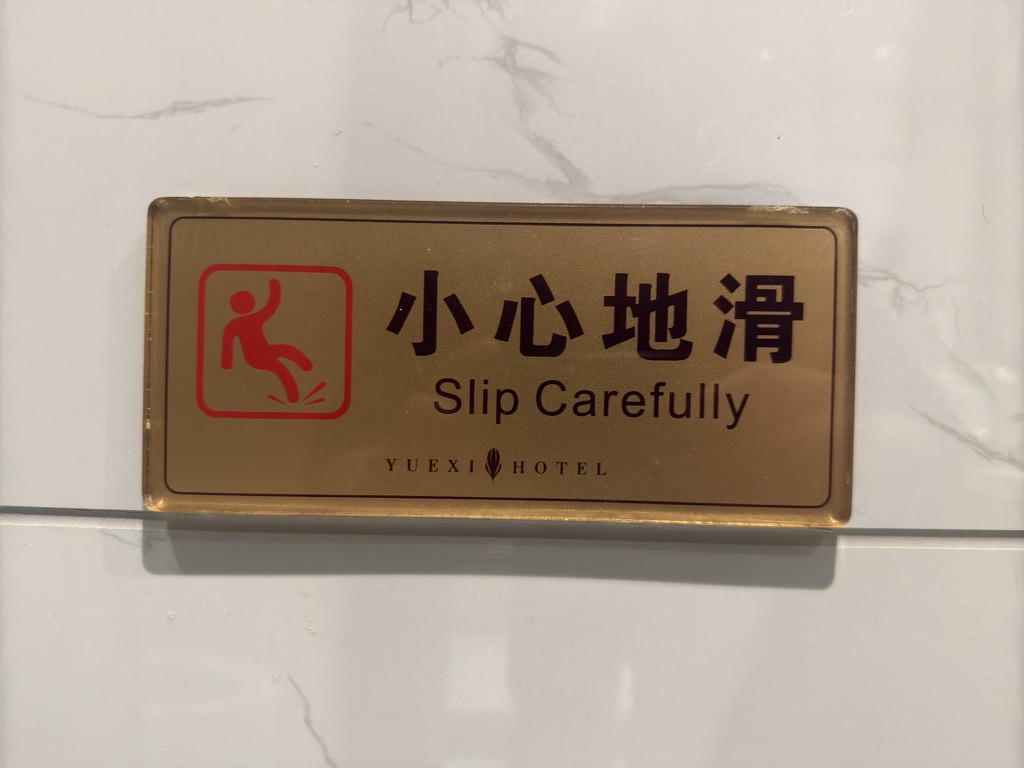 小心地滑
Slip Carefully
YUEXI HOTEL